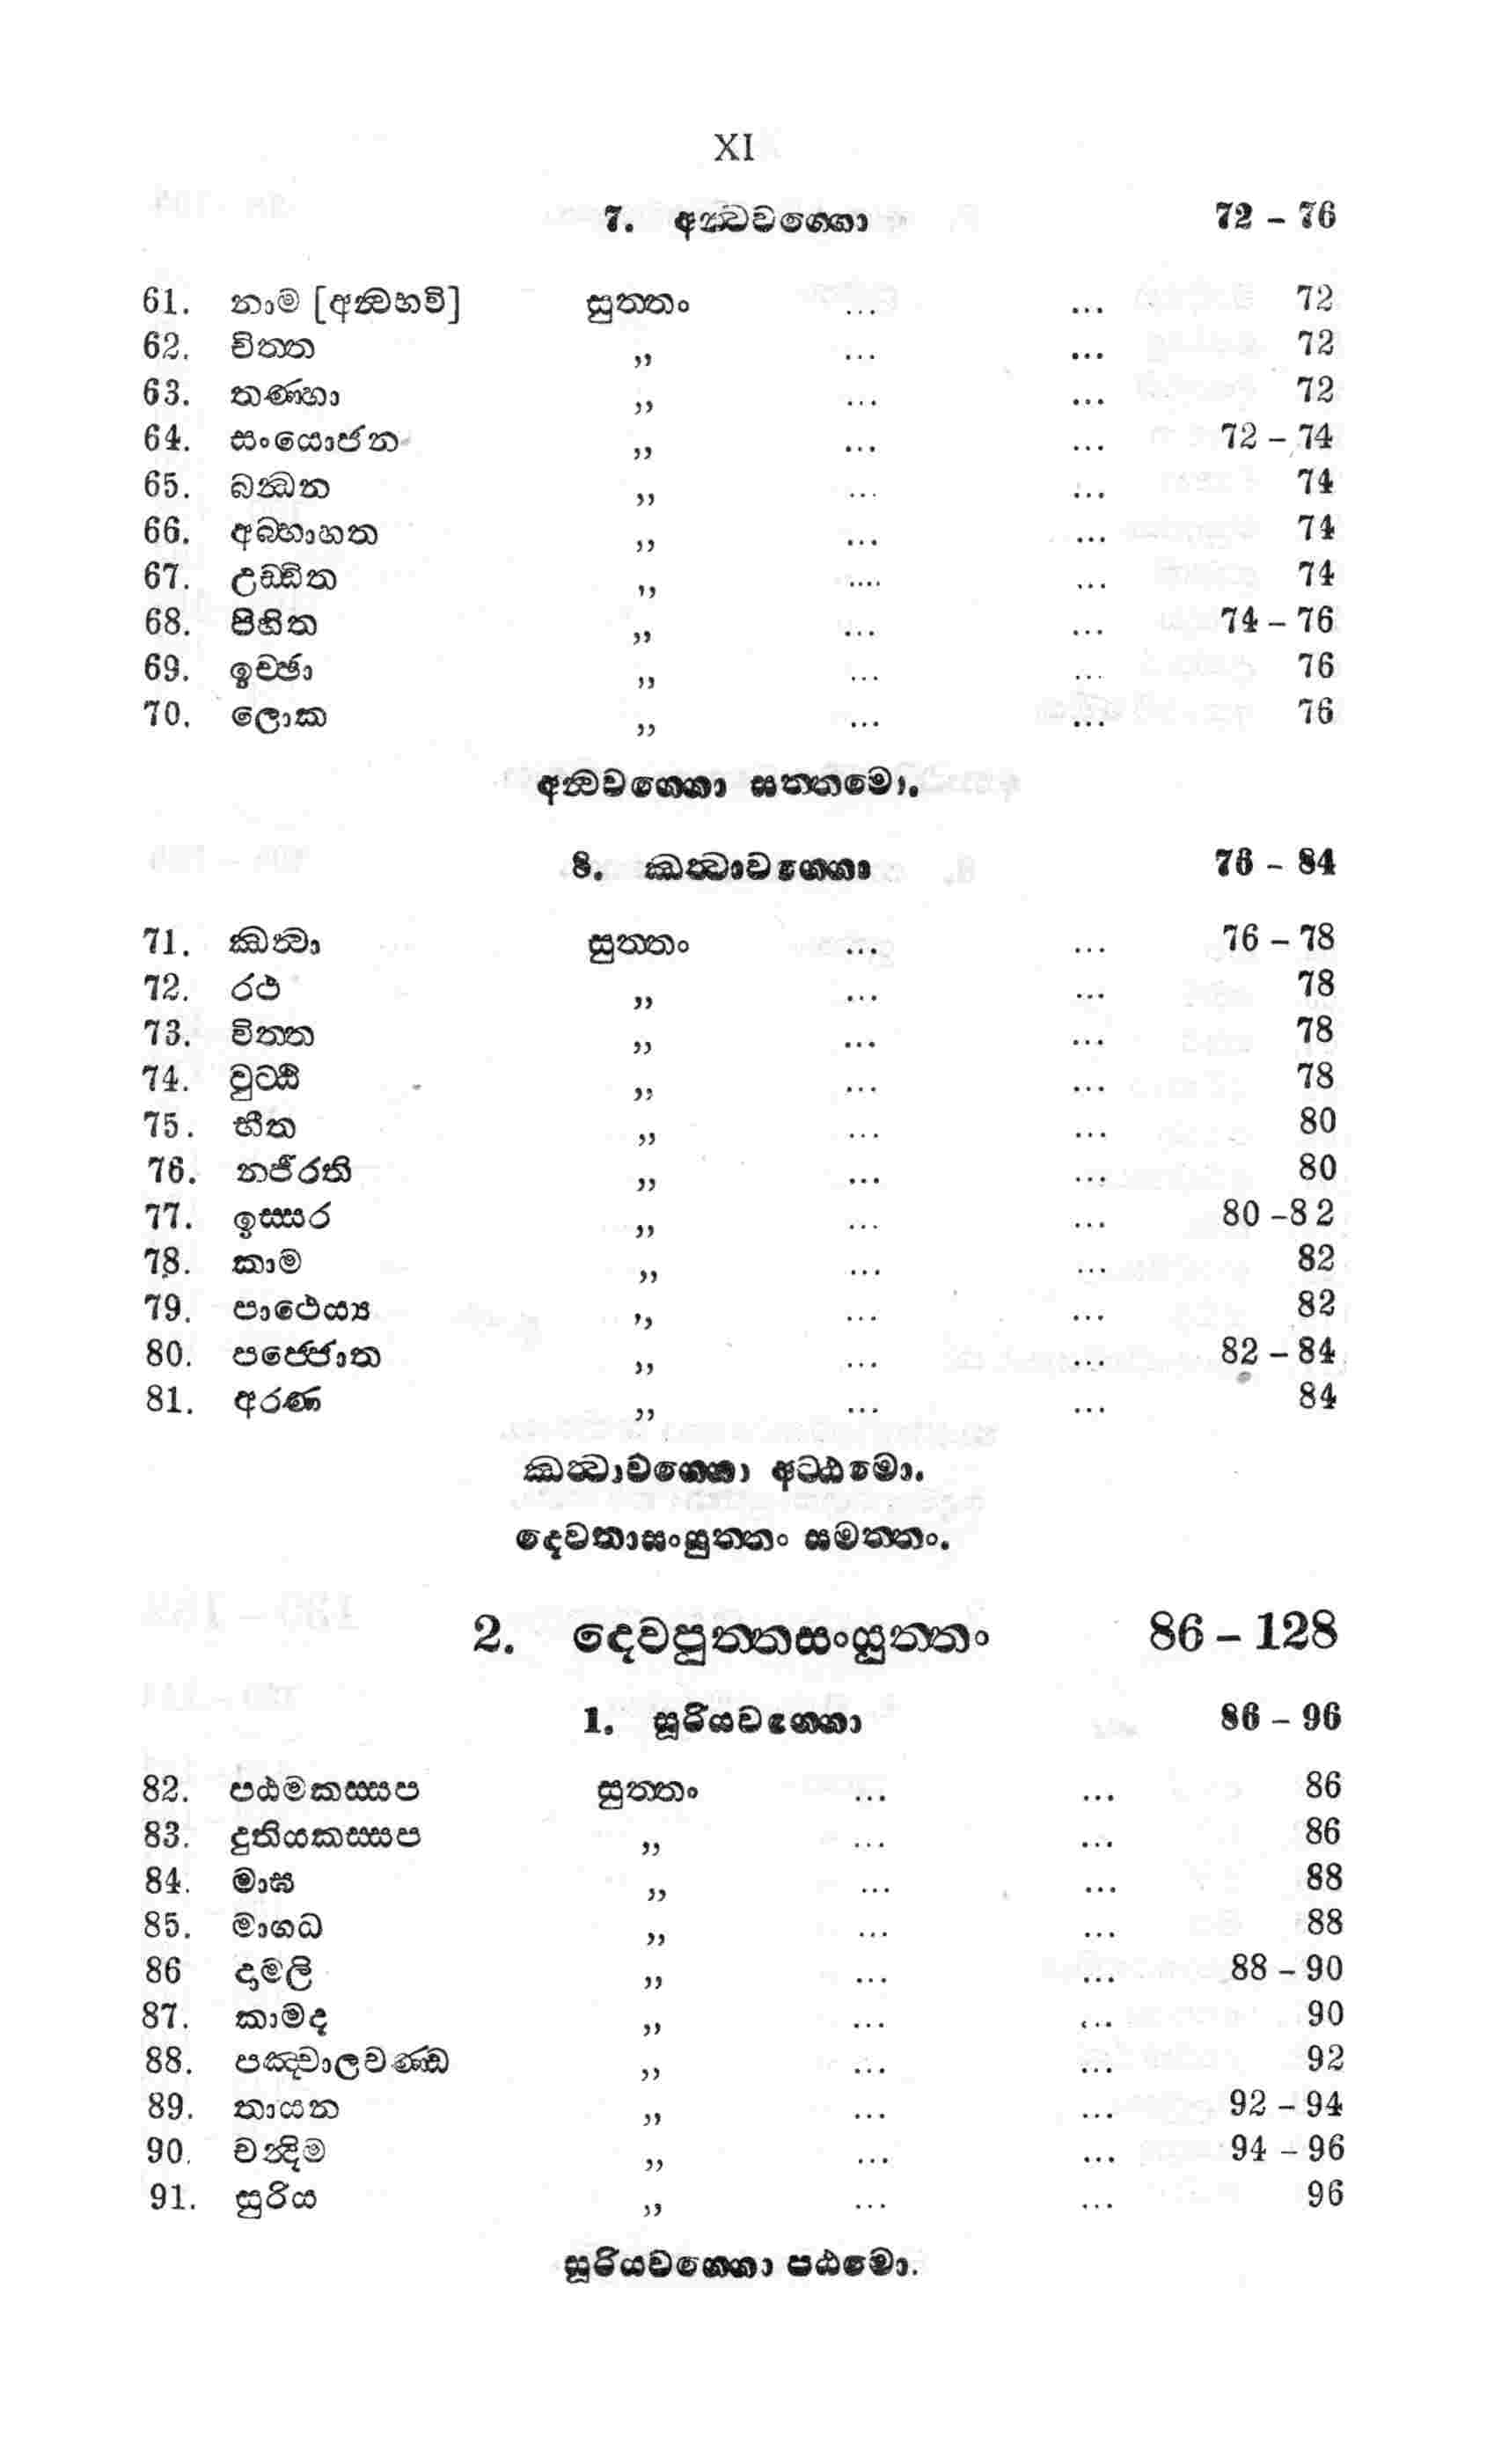 XI
7. අන්‍වවග්ගො 72 – 76
61. නාම [අන්‍වභවි] සුත්තං ... ... 72
62. චිත්ත ,, ... ... 72
63. තණ්හා ,, ... ... 72
64. සංයොජන ,, ... ... 72 – 74
65. බන්‍ධන ,, ... ... 74
66. අබ්භාහත ,, ... ... 74
67. උඩ්ඩිත ,, .... ... 74
68. පිහිත ,, ... ... 74 – 76
69. ඉච්ඡා ,, ... ... 76
70. ලොක ,, ... ... 76
අන්‍වවග්ගො සත්තමො.
8. ඣත්‍වාවග්ගො 76 – 84
71. ඣත්‍වා සුත්තං ... ... 76 – 78
72. රථ ,, ... ... 78
73. විත්ත ,, ... ... 78
74. වුට්ඨි ,, ... ... 78
75. භීත ,, ... ... 80
76. නජීරති ,, ... ... 80
77. ඉස්සර ,, ... ... 80 –82
78. කාම ,, ... ... 82
79. පාථෙය්‍ය ,, ... ... 82
80. පජ්ජොත ,, ... ... 82 – 84
81. අරණ ,, ... ... 84
ඣත්‍වාවග්ගො අට්ඨමො.
දෙවතාසංයුත්තං සමත්තං.
2. දෙවපුත්තසංයුත්තං 86 – 128
1. සූරියවග්ගො 86 – 96
82. පඨමකස්සප සුත්තං ... ... 86
83. දුතියකස්සප ,, ... ... 86
84. මාඝ ,, ... ... 88
85. මාගධ ,, ... ... 88
86 දාමලි ,, ... ... 88 – 90
87. කාමද ,, ... ... 90
88. පඤ්චාලචණ්ඩ ,, ... ... 92
89. තායන ,, ... ... 92 – 94
90. චන්‍දිම ,, ... ... 94 – 96
91. සුරිය ,, ... ... 96
සූරියවග්ගො පඨමො.